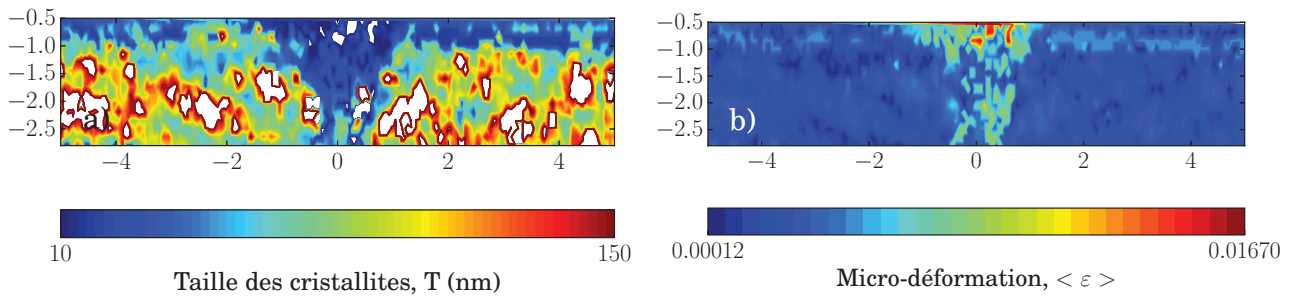 −0.5
−1.0
−1.5
−2.0
−2.5
a)
−4 −2 0 2 4
10 150
Taille des cristallites, T (nm)
−0.5
−1.0
−1.5
−2.0
−2.5
b)
−4 −2 0 2 4
0.00012 0.01670
Micro-déformation, < ε >